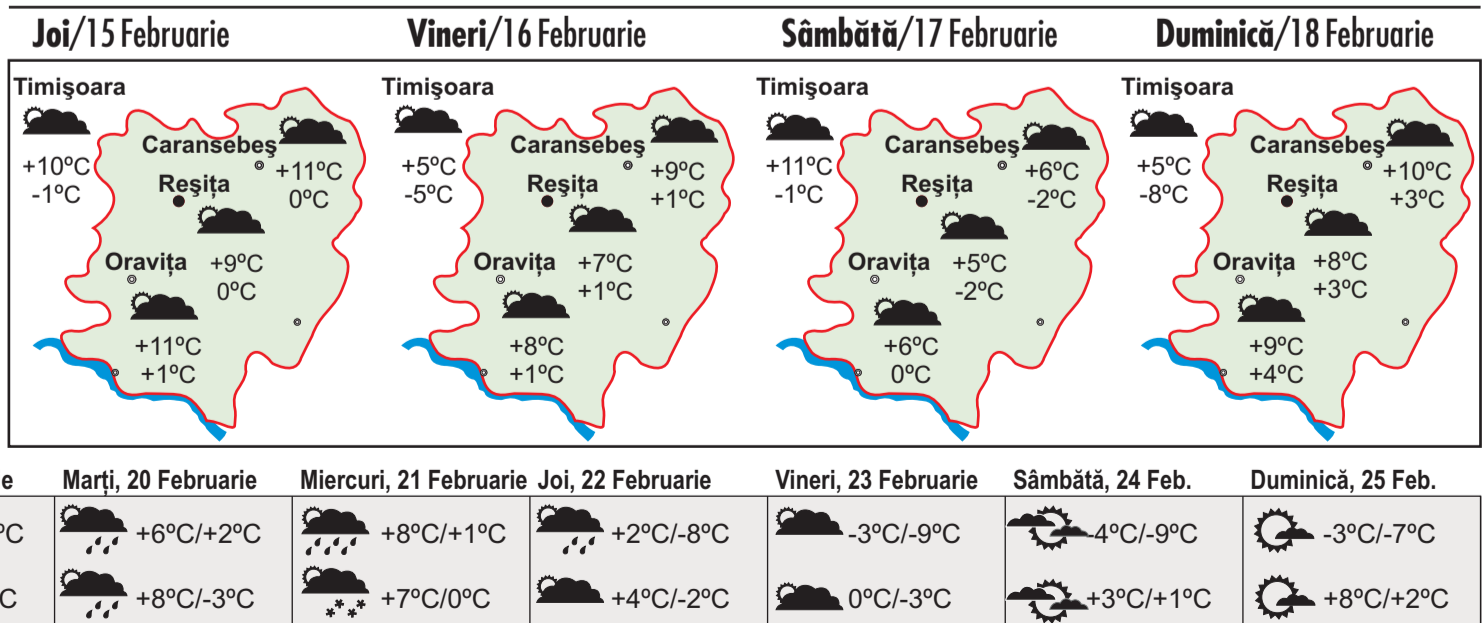 Joi/15 Februarie
Vineri/16 Februarie
Sâmbătă/17 Februarie
Duminică/18 Februarie
Timişoara
+10ºC
-1ºC
Caransebeş
+11ºC
0ºC
Reşiţa
+9ºC
0ºC
Oraviţa
+11ºC
+1ºC
Timişoara
+5ºC
-5ºC
Caransebeş
+9ºC
+1ºC
Reşiţa
+7ºC
+1ºC
Oraviţa
+8ºC
+1ºC
Timişoara
+11ºC
-1ºC
Caransebeş
+6ºC
-2ºC
Reşiţa
+5ºC
-2ºC
Oraviţa
+6ºC
0ºC
Timişoara
+5ºC
-8ºC
Caransebeş
+10ºC
+3ºC
Reşiţa
+8ºC
+3ºC
Oraviţa
+9ºC
+4ºC
e Marţi, 20 Februarie Miercuri, 21 Februarie Joi, 22 Februarie Vineri, 23 Februarie Sâmbătă, 24 Feb. Duminică, 25 Feb.
ºC +6ºC/+2ºC +8ºC/+1ºC +2ºC/-8ºC -3ºC/-9ºC -4ºC/-9ºC -3ºC/-7ºC
C +8ºC/-3ºC +7ºC/0ºC +4ºC/-2ºC 0ºC/-3ºC +3ºC/+1ºC +8ºC/+2ºC